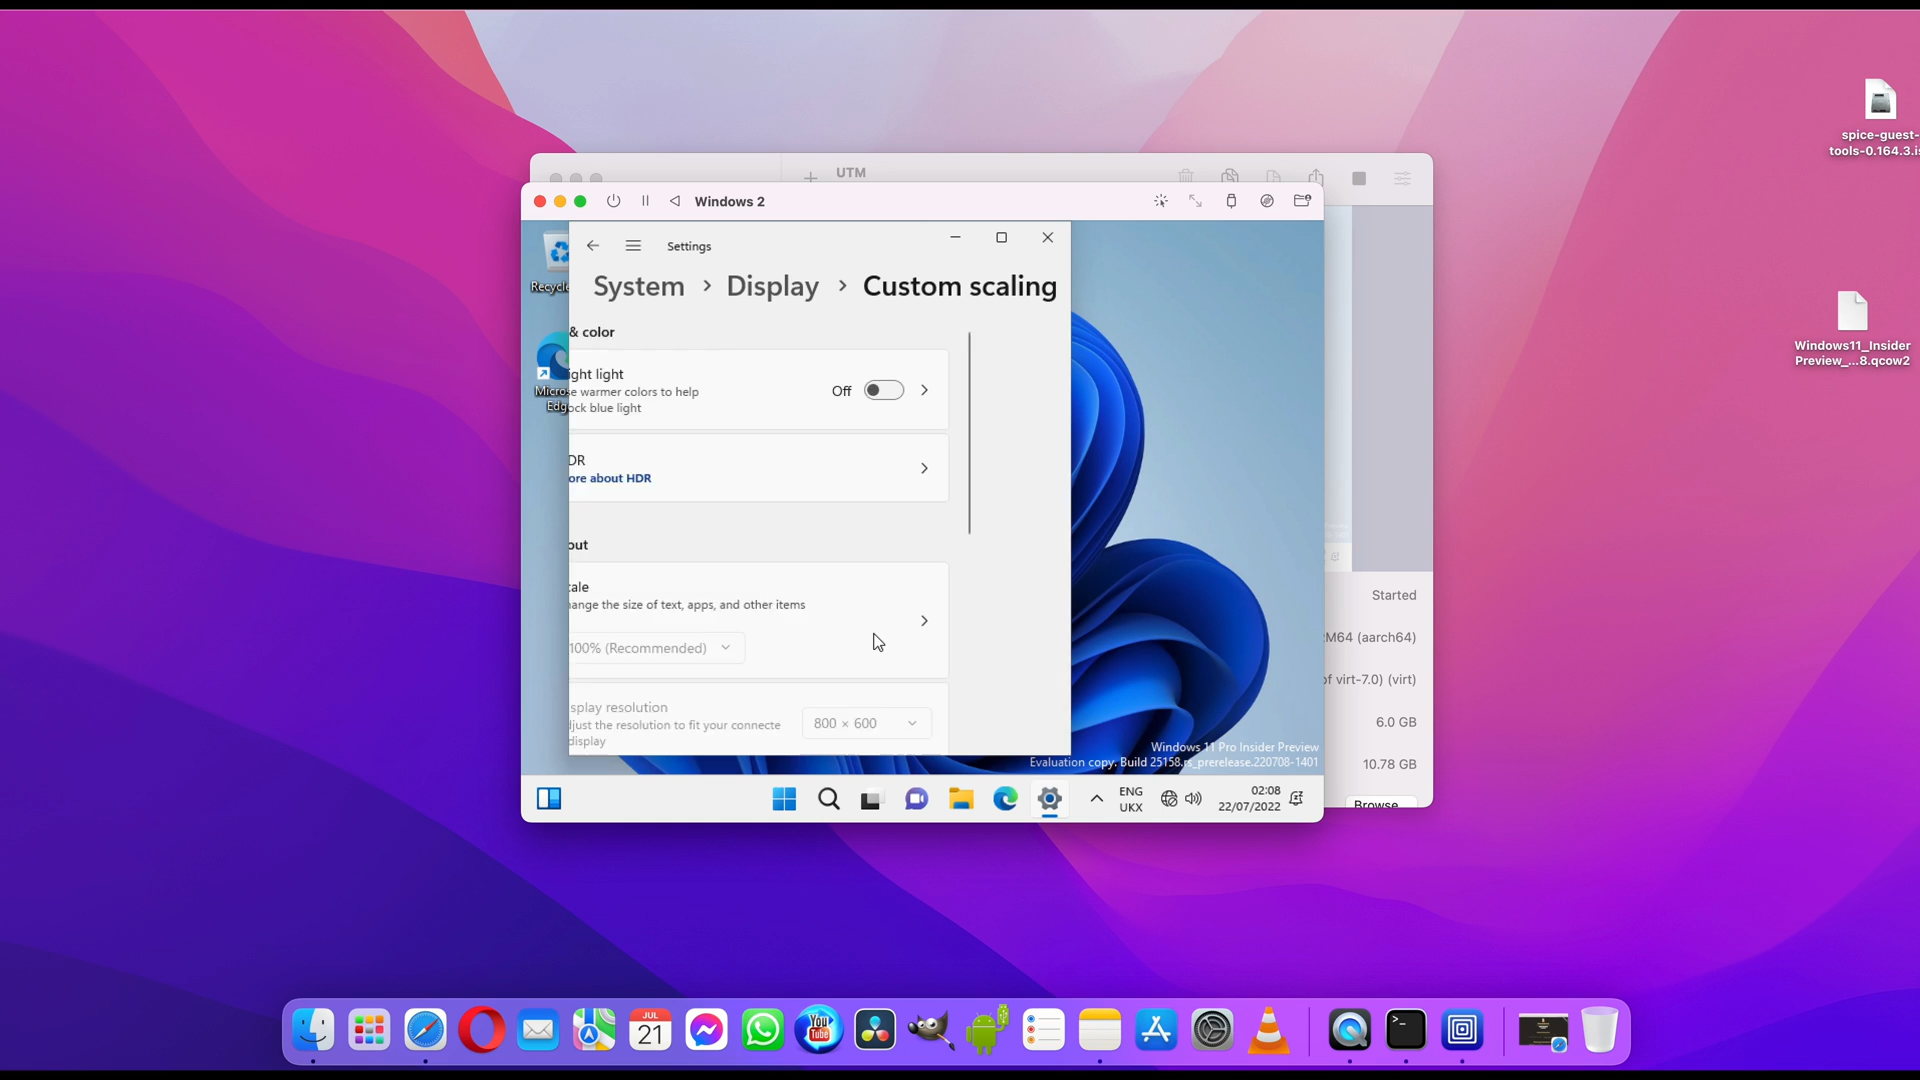 spice-guest-
tools-0.164.3.is
UTM
Windows 2
Settings
System > Display > Custom scaling
Recycle
& color
ight light
e warmer colors to help
ock blue light
Off
Micros
Edg
DR
ore about HDR
Windows11_Insider
Preview_...8.qcow2
out
cale
ange the size of text, apps, and other items
100% (Recommended)
splay resolution
ljust the resolution to fit your connecte
display
800 × 600
Started
M64 (aarch64)
of virt-7.0) (virt)
6.0 GB
10.78 GB
Browse
Windows 11 Pro Insider Preview
Evaluation copy. Build 25158.rs_prerelease.220708-1401
ENG
UKX
02:08
22/07/2022
JUL
21
You
Tube